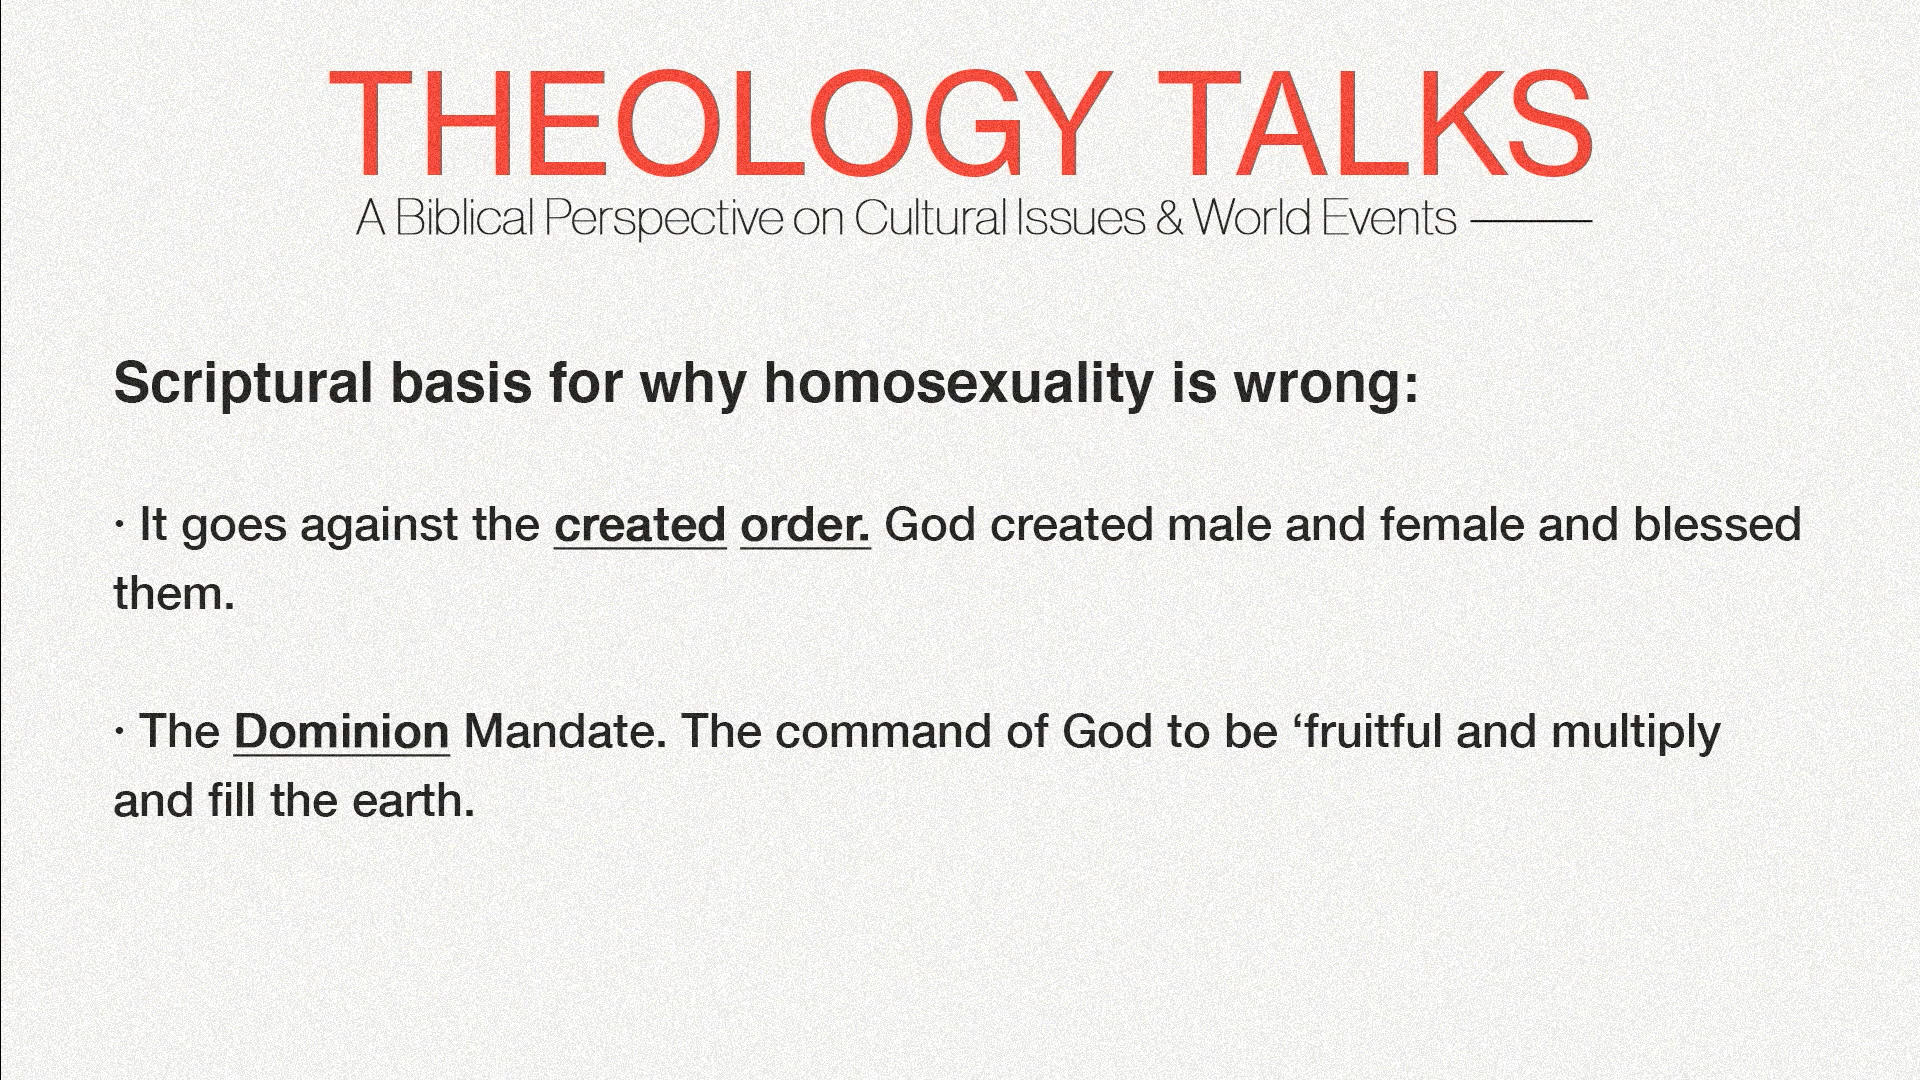 THEOLOGY TALKS
A Biblical Perspective on Cultural Issues & World Events
Scriptural basis for why homosexuality is wrong:
· It goes against the created order. God created male and female and blessed
them.
· The Dominion Mandate. The command of God to be ‘fruitful and multiply
and fill the earth.